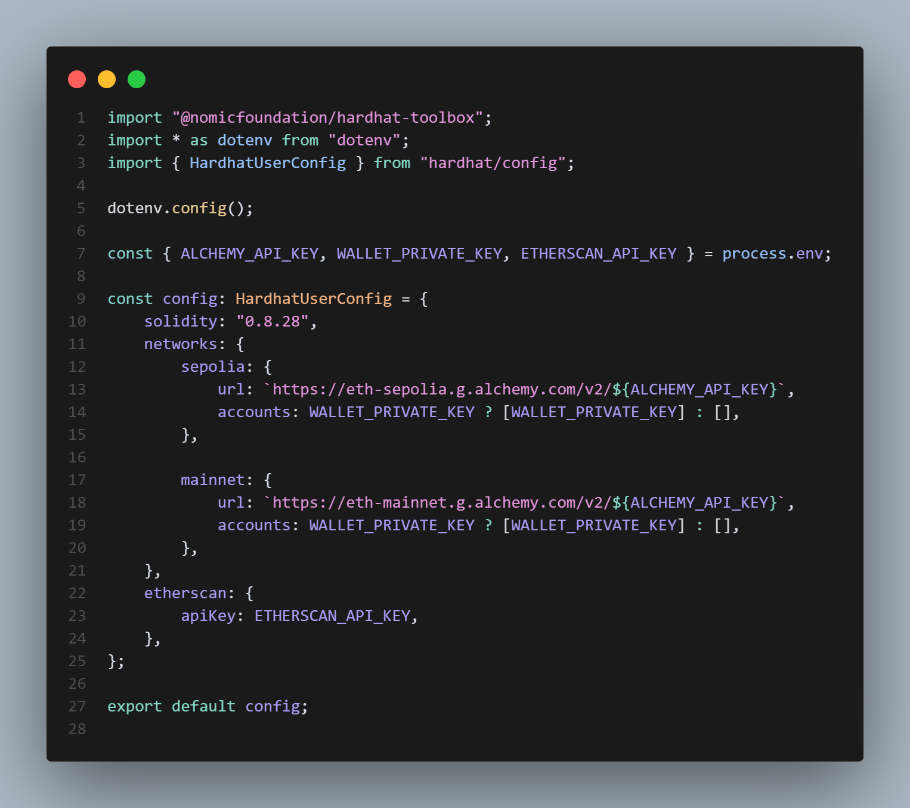 1 import "@nomicfoundation/hardhat-toolbox";
2 import * as dotenv from "dotenv";
3 import { HardhatUserConfig } from "hardhat/config";
4
5 dotenv.config();
6
7 const { ALCHEMY_API_KEY, WALLET_PRIVATE_KEY, ETHERSCAN_API_KEY } = process.env;
8
9 const config: HardhatUserConfig = {
10     solidity: "0.8.28",
11     networks: {
12         sepolia: {
13             url: `https://eth-sepolia.g.alchemy.com/v2/${ALCHEMY_API_KEY}`,
14             accounts: WALLET_PRIVATE_KEY ? [WALLET_PRIVATE_KEY] : [],
15         },
16
17         mainnet: {
18             url: `https://eth-mainnet.g.alchemy.com/v2/${ALCHEMY_API_KEY}`,
19             accounts: WALLET_PRIVATE_KEY ? [WALLET_PRIVATE_KEY] : [],
20         },
21     },
22     etherscan: {
23         apiKey: ETHERSCAN_API_KEY,
24     },
25 };
26
27 export default config;
28